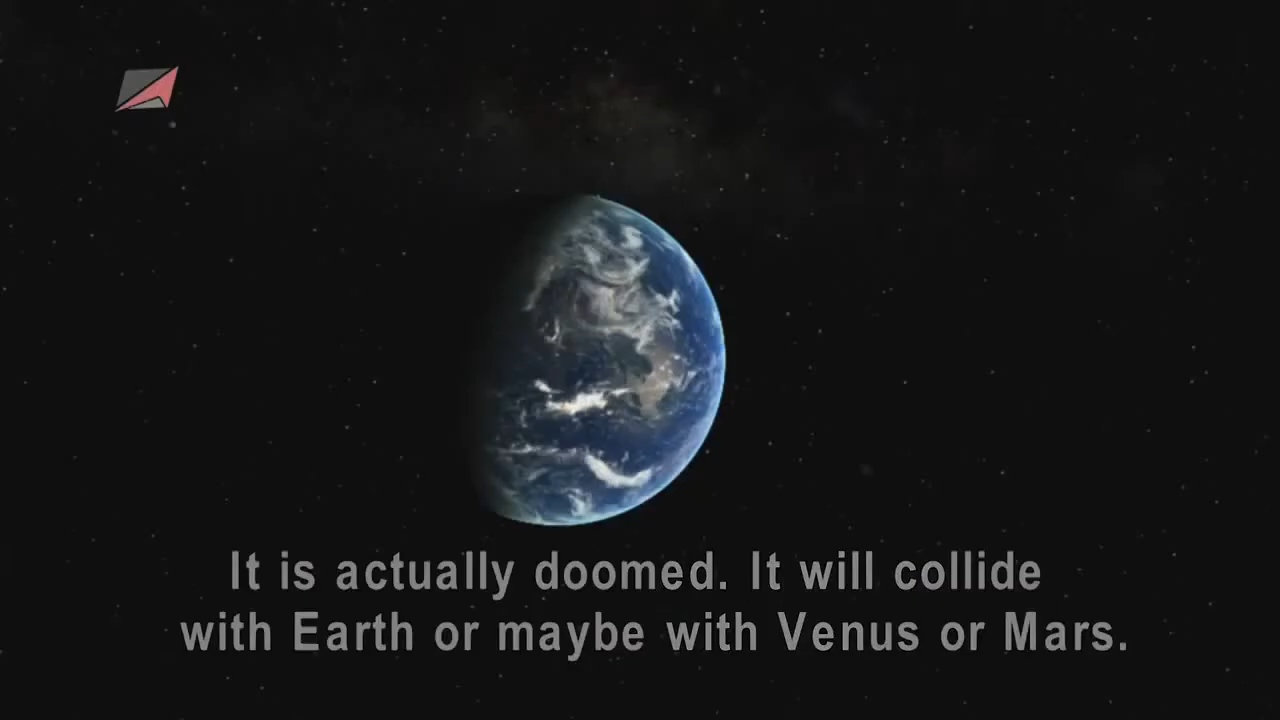 It is actually doomed. It will collide
with Earth or maybe with Venus or Mars.